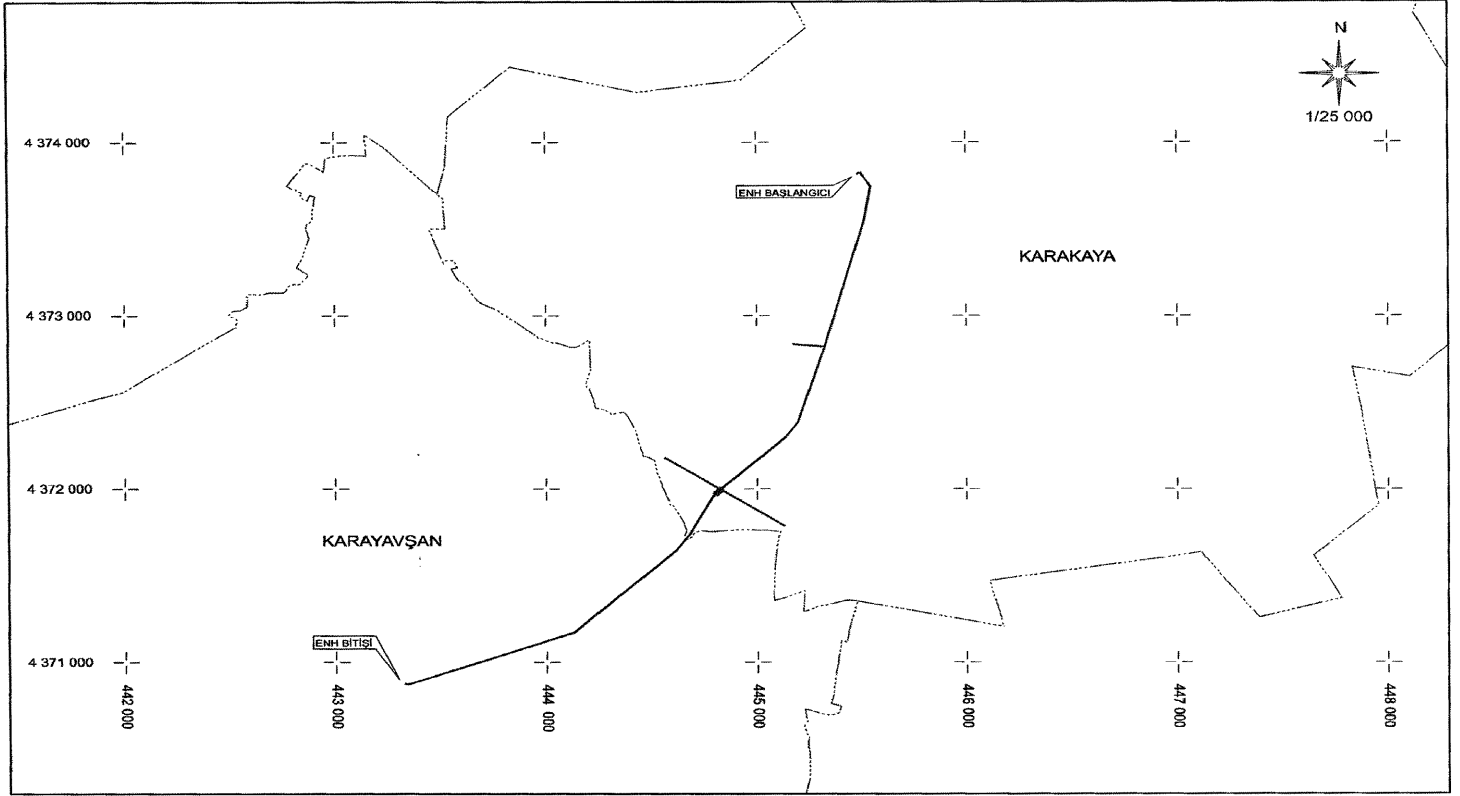 N
1/25 000
4 374 000
ENH BAŞLANGICI
KARAKAYA
4 373 000
4 372 000
KARAYAVŞAN
ENH BİTİŞİ
4 371 000
442 000
443 000
444 000
445 000
446 000
447 000
448 000